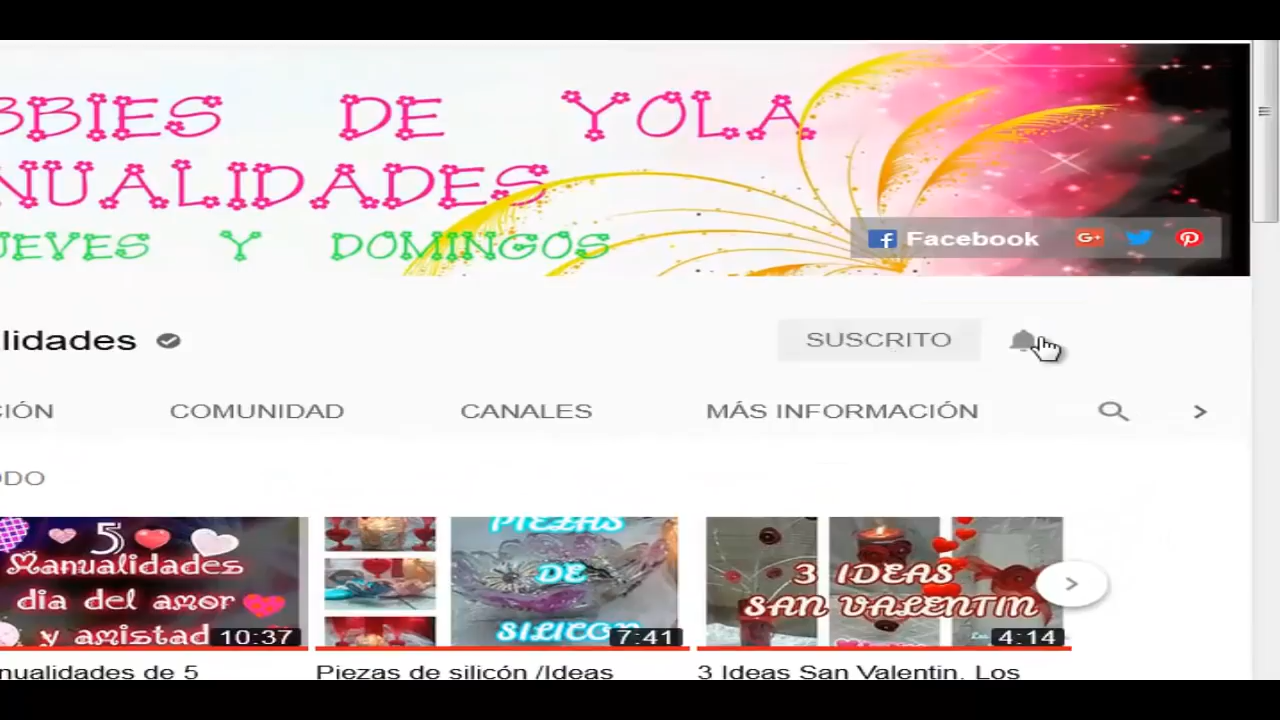 BBIES DE YOLA
NUALIDADES
UEVES Y DOMINGOS
Facebook
G+
lidades
SUSCRITO
CIÓN
COMUNIDAD
CANALES
MÁS INFORMACIÓN
ODO
5
Manualidades
dia del amor
y amistad
10:37
PIEZAS
DE
SILICON
7:41
3 IDEAS
SAN VALENTIN
4:14
nualidades de 5
Piezas de silicón /Ideas
3 Ideas San Valentin. Los